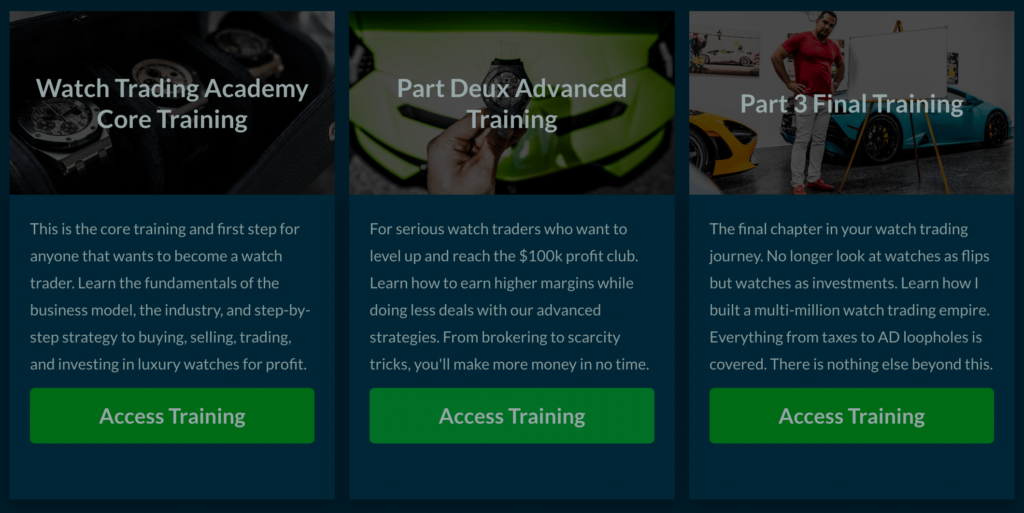 Watch Trading Academy
Core Training
This is the core training and first step for
anyone that wants to become a watch
trader. Learn the fundamentals of the
business model, the industry, and step-by-
step strategy to buying, selling, trading,
and investing in luxury watches for profit.
Access Training
Part Deux Advanced
Training
For serious watch traders who want to
level up and reach the $100k profit club.
Learn how to earn higher margins while
doing less deals with our advanced
strategies. From brokering to scarcity
tricks, you'll make more money in no time.
Access Training
Part 3 Final Training
The final chapter in your watch trading
journey. No longer look at watches as flips
but watches as investments. Learn how I
built a multi-million watch trading empire.
Everything from taxes to AD loopholes is
covered. There is nothing else beyond this.
Access Training